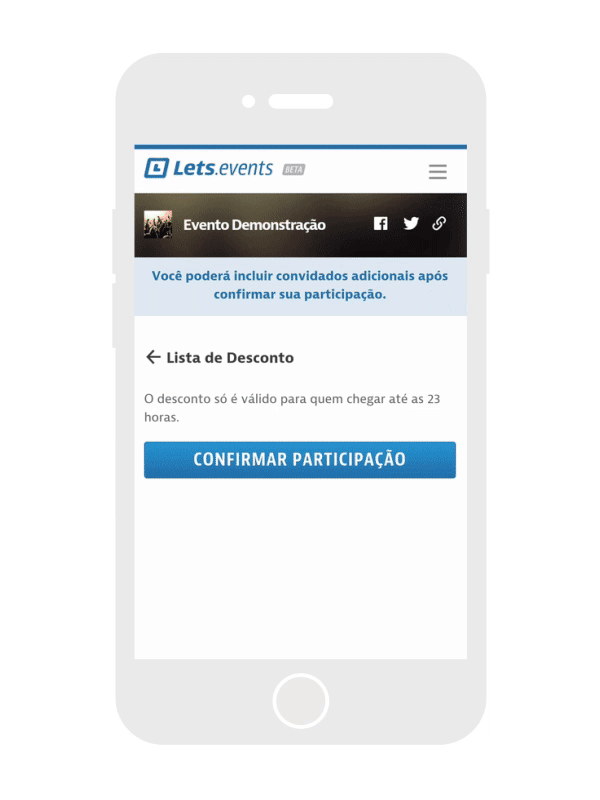 Lets.events BETA
Evento Demonstração
Você poderá incluir convidados adicionais após
confirmar sua participação.
← Lista de Desconto
O desconto só é válido para quem chegar até as 23
horas.
CONFIRMAR PARTICIPAÇÃO